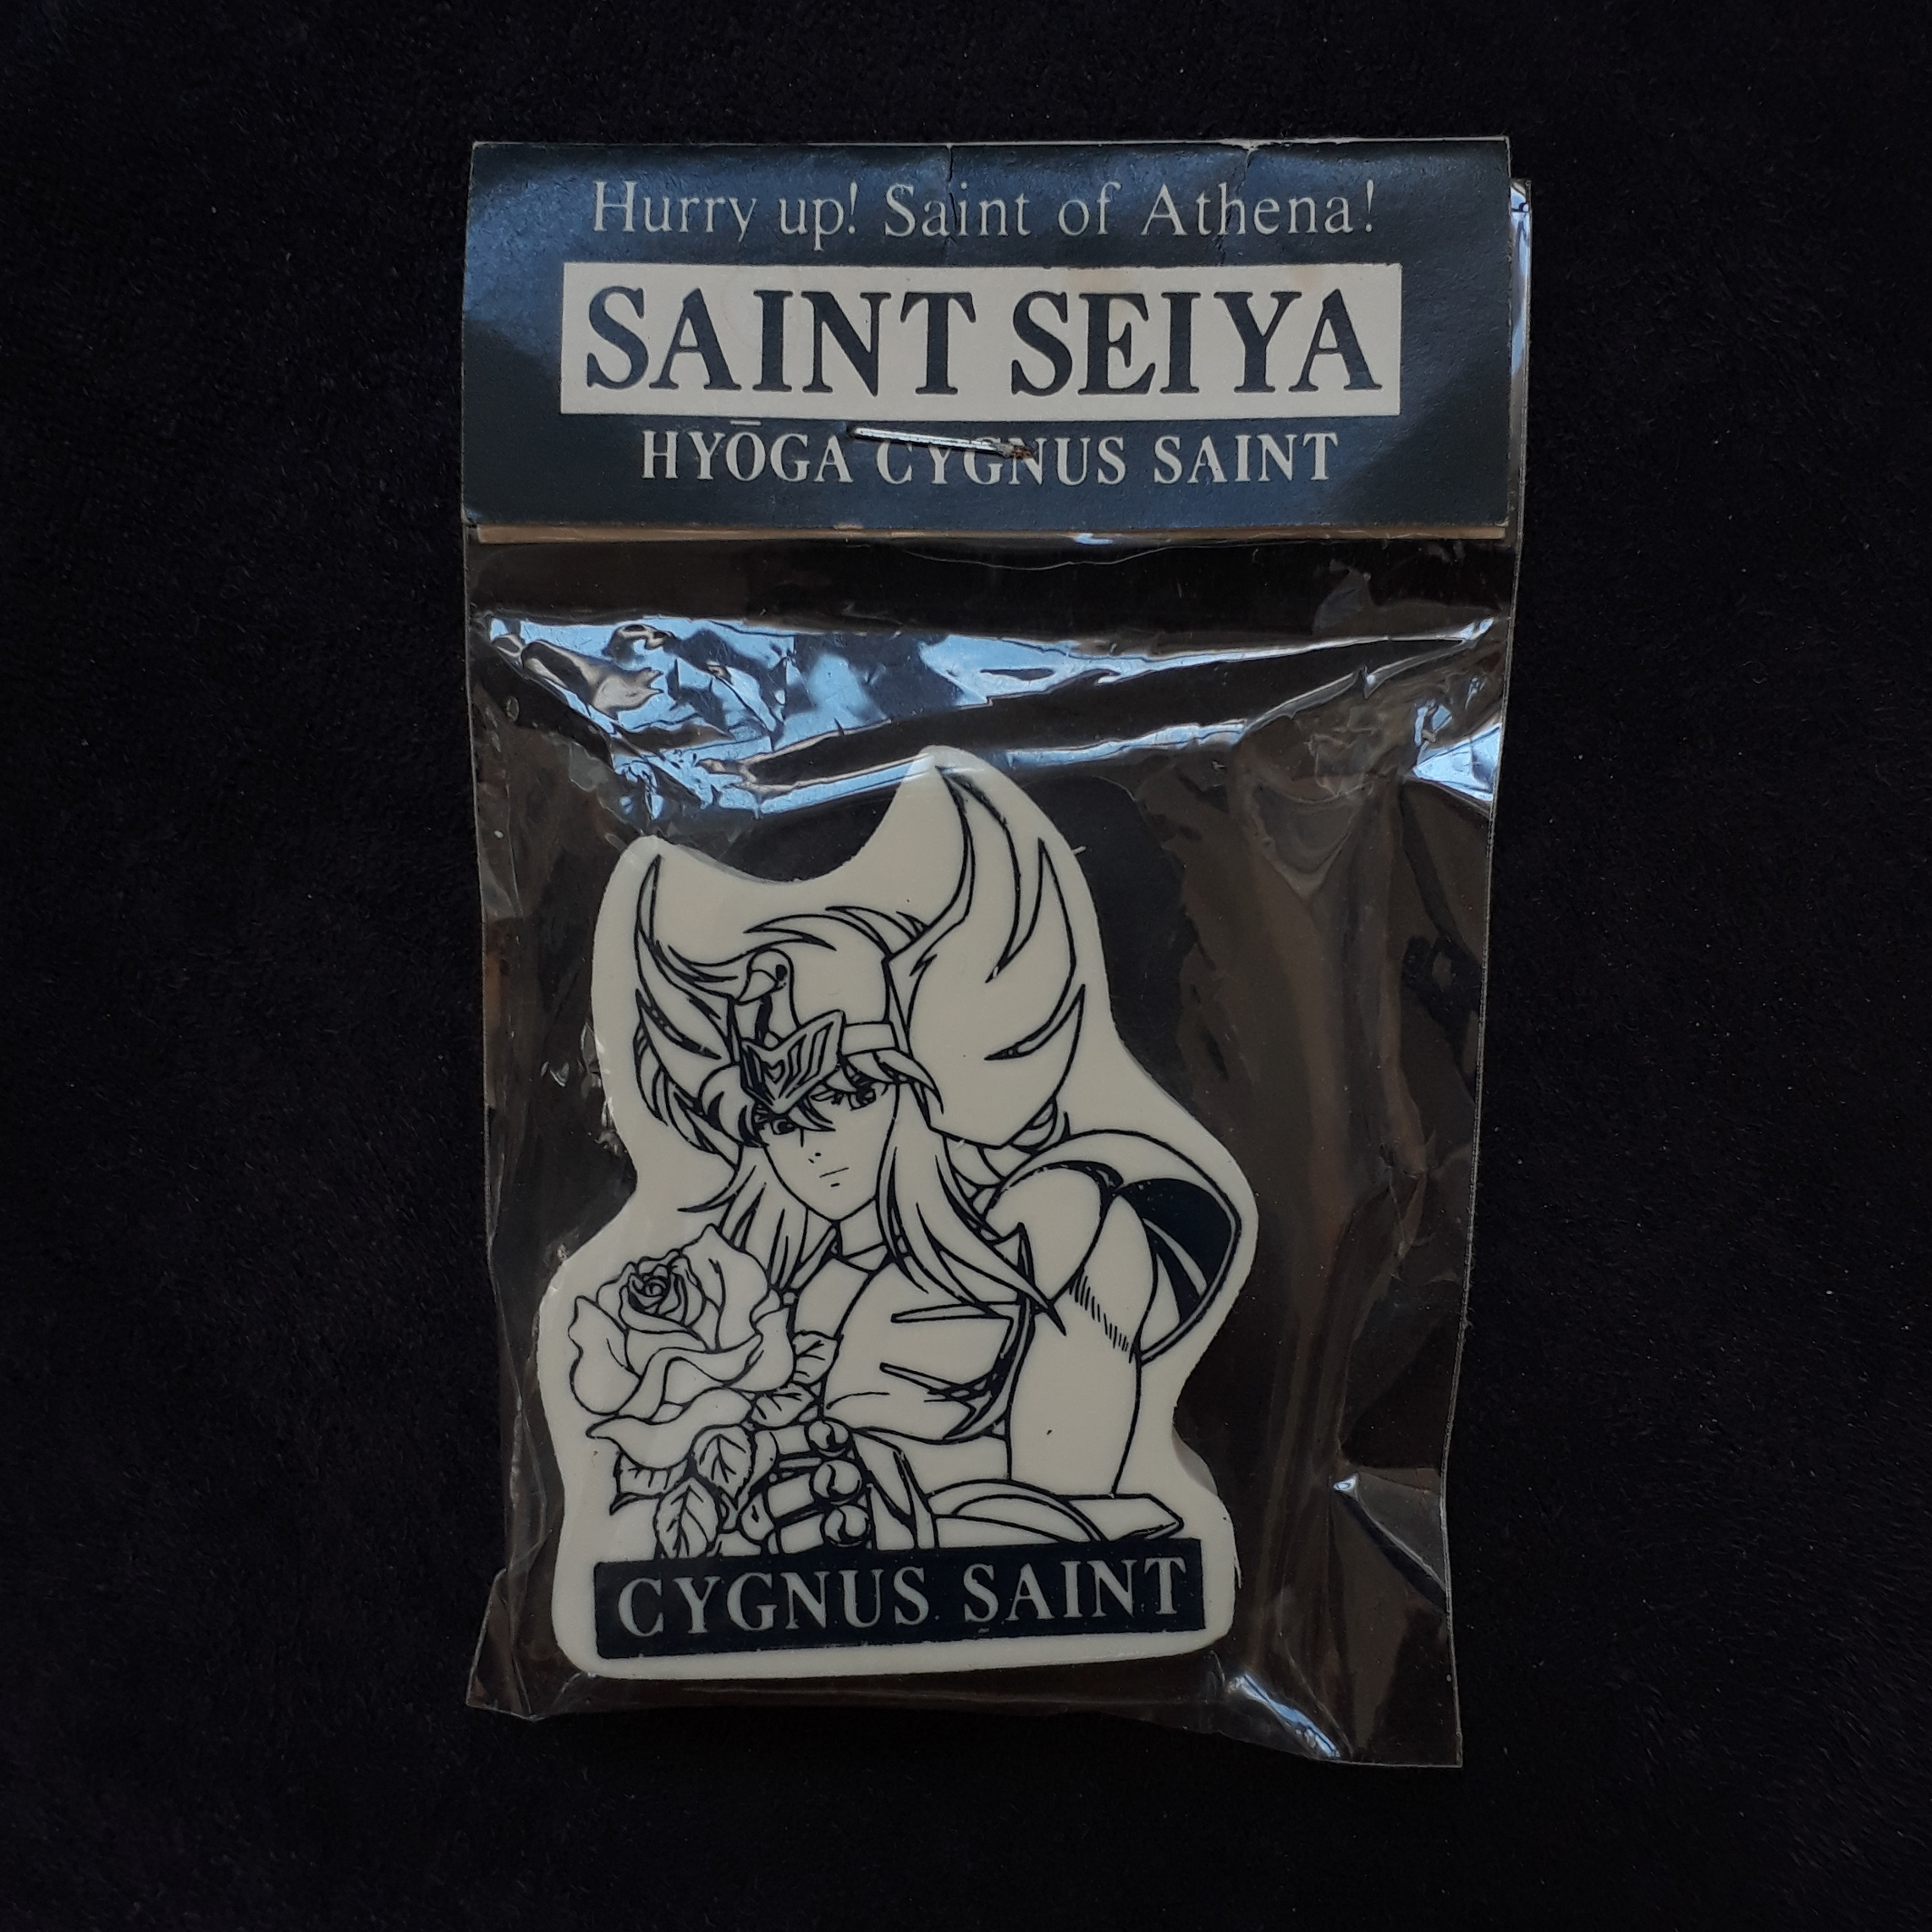 Hurry up! Saint of Athena!
SAINT SEIYA
HYŌGA CYGNUS SAINT
CYGNUS SAINT